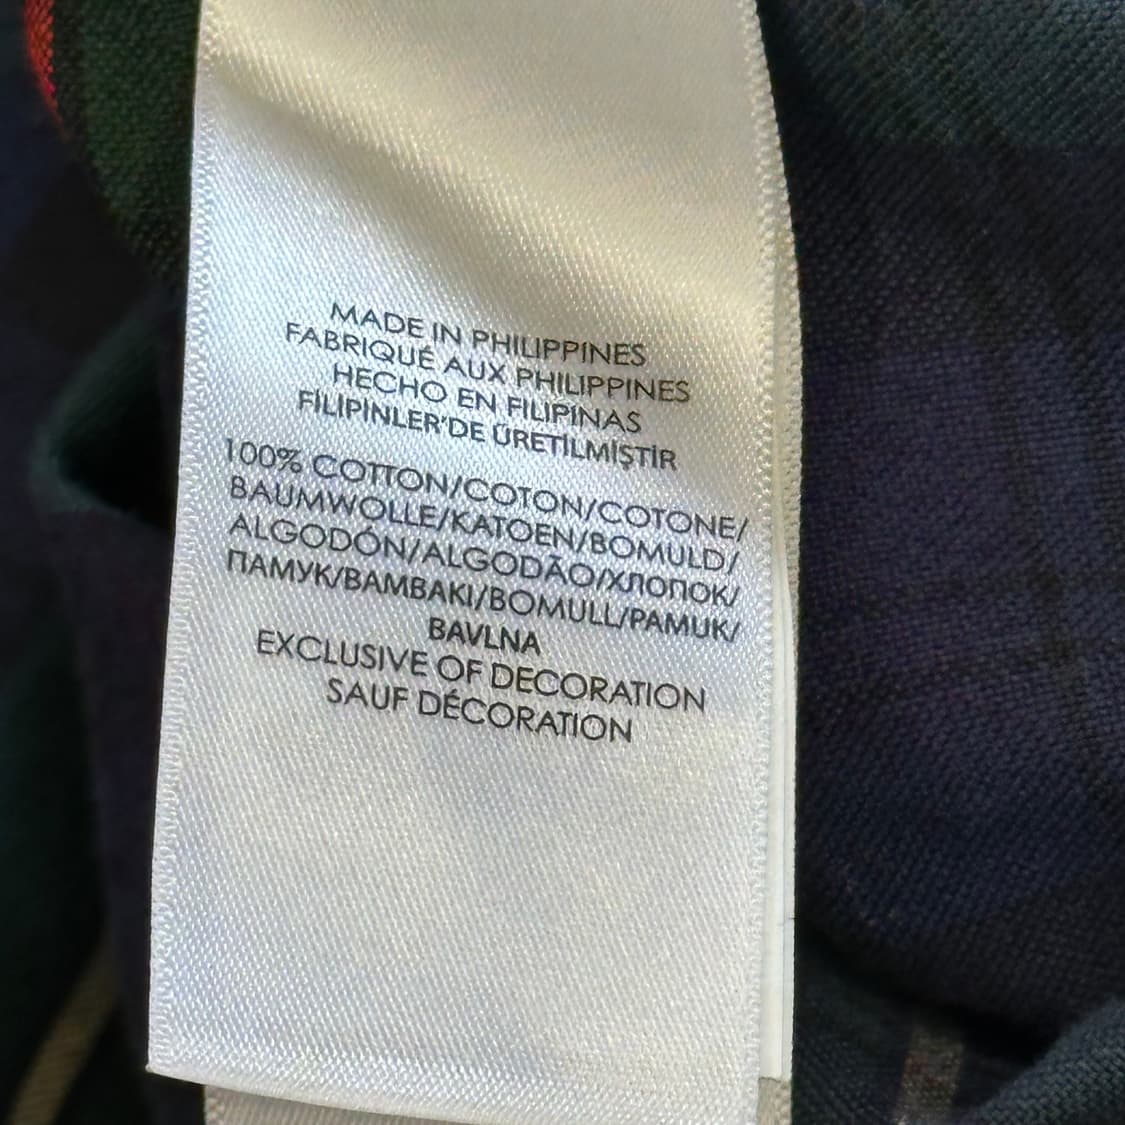 MADE IN PHILIPPINES
FABRIQUÉ AUX PHILIPPINES
HECHO EN FILIPINAS
FİLİPİNLER'DE ÜRETİLMİŞTİR
100% COTTON/COTON/COTONE/
BAUMWOLLE/KATOEN/BOMULD/
ALGODÓN/ALGODÃO/ХЛОПОК/
ПАМУК/BAMBAKI/BOMULL/PAMUK/
BAVLNA
EXCLUSIVE OF DECORATION
SAUF DÉCORATION